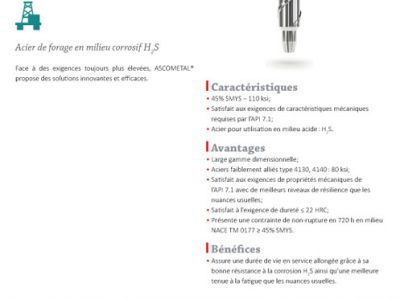 Acier de forage en milieu corrosif H₂S
Face à des exigences toujours plus élevées, ASCOMETAL®
propose des solutions innovantes et efficaces.
Caractéristiques
• 45% SMYS – 110 ksi;
• Satisfait aux exigences de caractéristiques mécaniques
requises par l'API 7.1;
• Acier pour utilisation en milieu acide : H₂S.
Avantages
• Large gamme dimensionnelle;
• Aciers faiblement alliés type 4130, 4140 : 80 ksi;
• Satisfait aux exigences de propriétés mécaniques de
l'API 7.1 avec de meilleurs niveaux de résilience que les
nuances usuelles;
• Satisfait à l'exigence de dureté ≤ 22 HRC;
• Présente une contrainte de non-rupture en 720 h en milieu
NACE TM 0177 ≥ 45% SMYS.
Bénéfices
• Assure une durée de vie en service allongée grâce à sa
bonne résistance à la corrosion H₂S ainsi qu'une meilleure
tenue à la fatigue que les nuances usuelles.